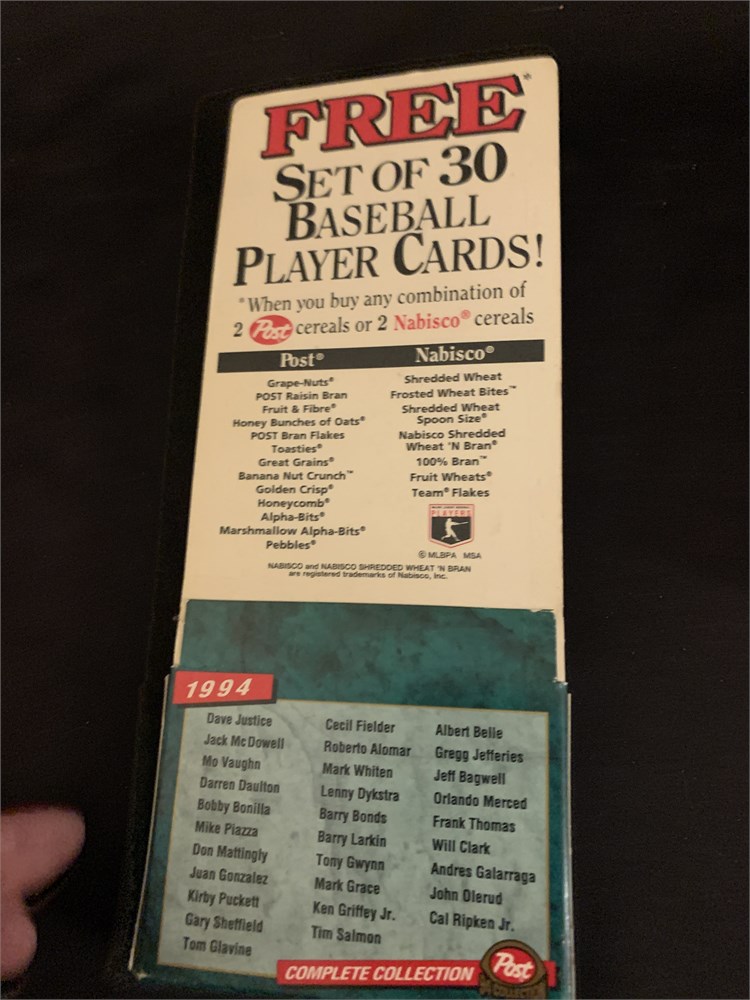 FREE*
SET OF 30
BASEBALL
PLAYER CARDS!
*When you buy any combination of
2 Post cereals or 2 Nabisco® cereals
Post®
Grape-Nuts®
POST Raisin Bran
Fruit & Fibre®
Honey Bunches of Oats®
POST Bran Flakes
Toasties®
Great Grains®
Banana Nut Crunch™
Golden Crisp®
Honeycomb®
Alpha-Bits®
Marshmallow Alpha-Bits®
Pebbles®
Nabisco®
Shredded Wheat
Frosted Wheat Bites™
Shredded Wheat
Spoon Size®
Nabisco Shredded
Wheat 'N Bran®
100% Bran™
Fruit Wheats®
Team® Flakes
PLAYERS
© MLBPA MSA
NABISCO and NABISCO SHREDDED WHEAT 'N BRAN
are registered trademarks of Nabisco, Inc.
1994
Dave Justice
Jack McDowell
Mo Vaughn
Darren Daulton
Bobby Bonilla
Mike Piazza
Don Mattingly
Juan Gonzalez
Kirby Puckett
Gary Sheffield
Tom Glavine
Cecil Fielder
Roberto Alomar
Mark Whiten
Lenny Dykstra
Barry Bonds
Barry Larkin
Tony Gwynn
Mark Grace
Ken Griffey Jr.
Tim Salmon
Albert Belle
Gregg Jefferies
Jeff Bagwell
Orlando Merced
Frank Thomas
Will Clark
Andres Galarraga
John Olerud
Cal Ripken Jr.
COMPLETE COLLECTION
Post